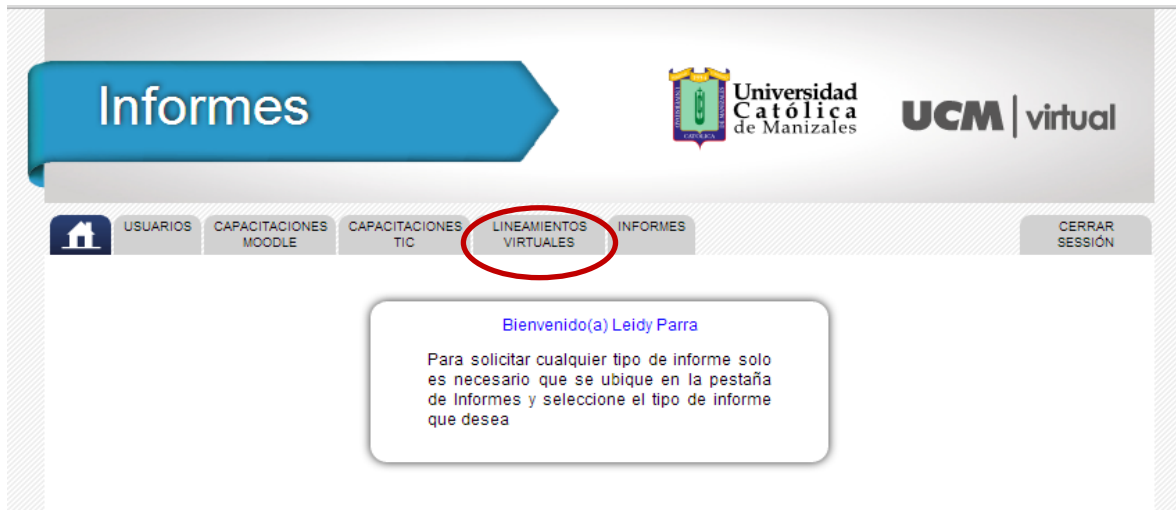 Informes
Universidad
Católica
de Manizales
UCM | virtual
USUARIOS
CAPACITACIONES
MOODLE
CAPACITACIONES
TIC
LINEAMIENTOS
VIRTUALES
INFORMES
CERRAR
SESSIÓN
Bienvenido(a) Leidy Parra
Para solicitar cualquier tipo de informe solo
es necesario que se ubique en la pestaña
de Informes y seleccione el tipo de informe
que desea